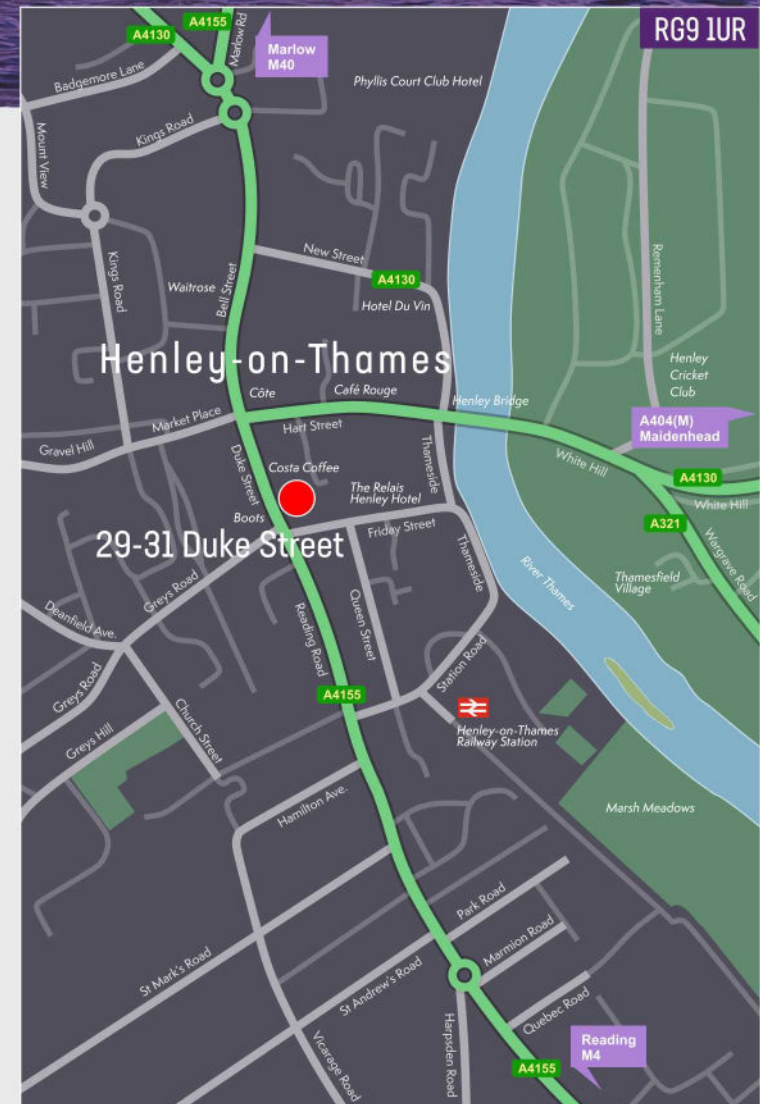 RG9 1UR
A4155
A4130
Marlow Rd
Marlow
M40
Badgemore Lane
Phyllis Court Club Hotel
Kings Road
Mount View
New Street
A4130
Hotel Du Vin
Kings Road
Waitrose
Bell Street
Remenham Lane
Henley-on-Thames
Henley
Cricket
Club
Côte
Café Rouge
Henley Bridge
A404(M)
Maidenhead
Market Place
Hart Street
Gravel Hill
Duke Street
Thameside
White Hill
Costa Coffee
A4130
White Hill
The Relais
Henley Hotel
Boots
Friday Street
A321
29-31 Duke Street
Wargrave Road
Thameside
River Thames
Thamesfield
Village
Greys Road
Deanfield Ave.
Reading Road
Queen Street
Station Road
Greys Road
A4155
Church Street
Greys Hill
Henley-on-Thames
Railway Station
Hamilton Ave.
Marsh Meadows
Park Road
Marmion Road
St Mark's Road
St Andrew's Road
Quebec Road
Vicarage Road
Harpsden Road
Reading
M4
A4155